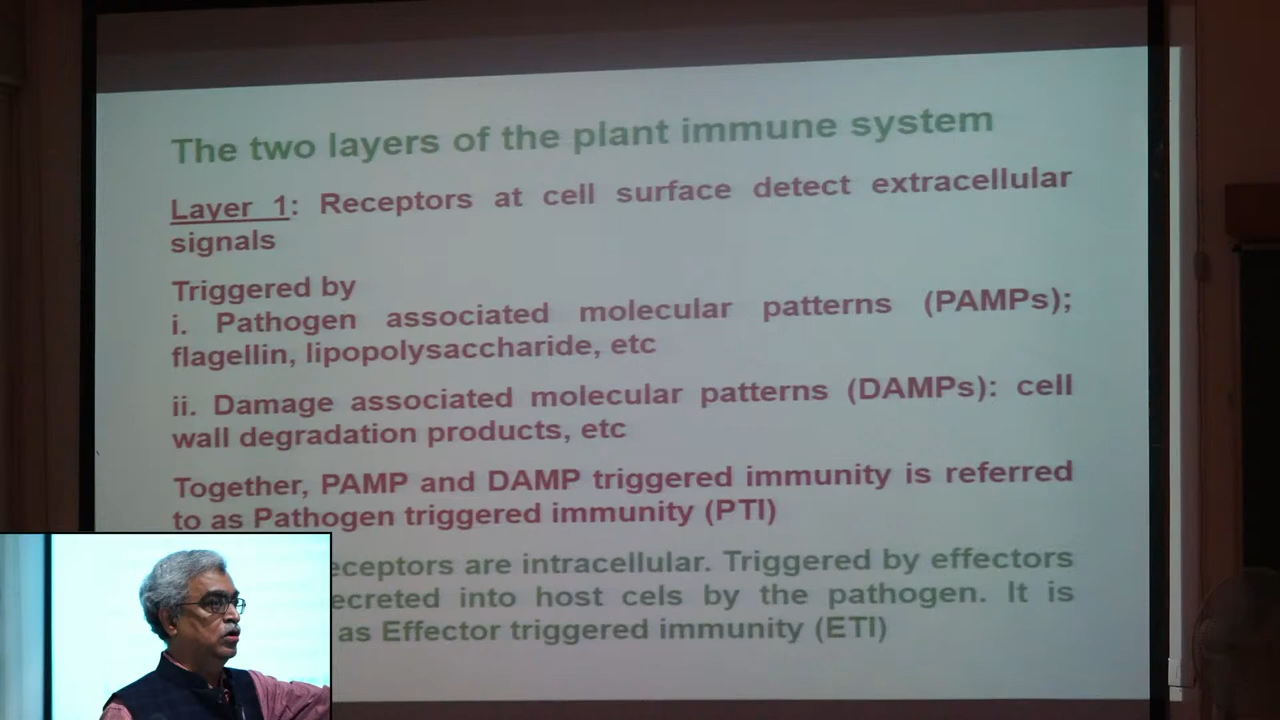 The two layers of the plant immune system
Layer 1: Receptors at cell surface detect extracellular
signals
Triggered by
i. Pathogen associated molecular patterns (PAMPs);
flagellin, lipopolysaccharide, etc
ii. Damage associated molecular patterns (DAMPs): cell
wall degradation products, etc
Together, PAMP and DAMP triggered immunity is referred
to as Pathogen triggered immunity (PTI)
are intracellular. Triggered by effectors
into host cels by the pathogen. It is
as Effector triggered immunity (ETI)